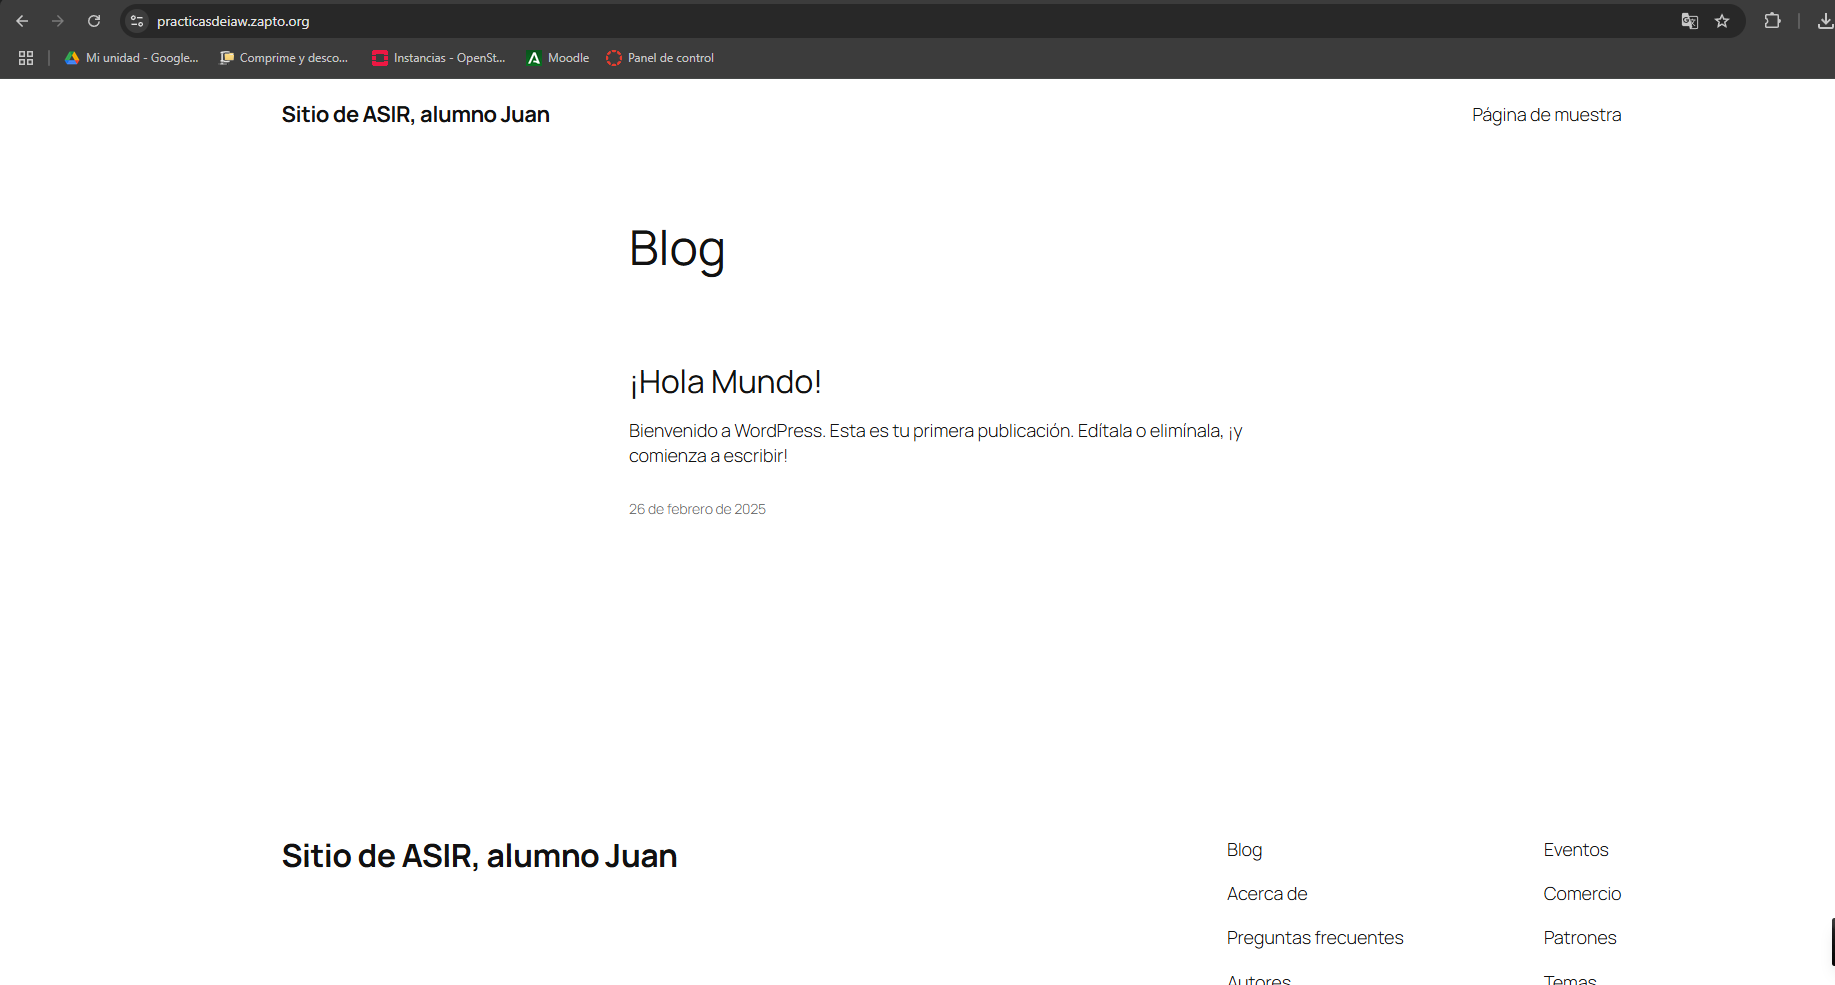 practicasdeiaw.zapto.org
Mi unidad - Google... Comprime y desco... Instancias - OpenSt... Moodle Panel de control
Sitio de ASIR, alumno Juan
Página de muestra
Blog
¡Hola Mundo!
Bienvenido a WordPress. Esta es tu primera publicación. Edítala o elimínala, ¡y
comienza a escribir!
26 de febrero de 2025
Sitio de ASIR, alumno Juan
Blog
Acerca de
Preguntas frecuentes
Autores
Eventos
Comercio
Patrones
Temas